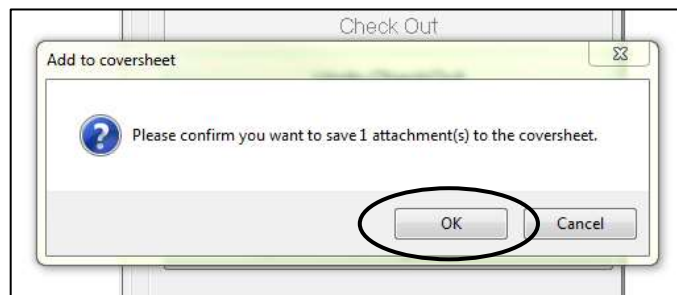 Check Out
Add to coversheet
Please confirm you want to save 1 attachment(s) to the coversheet.
OK
Cancel